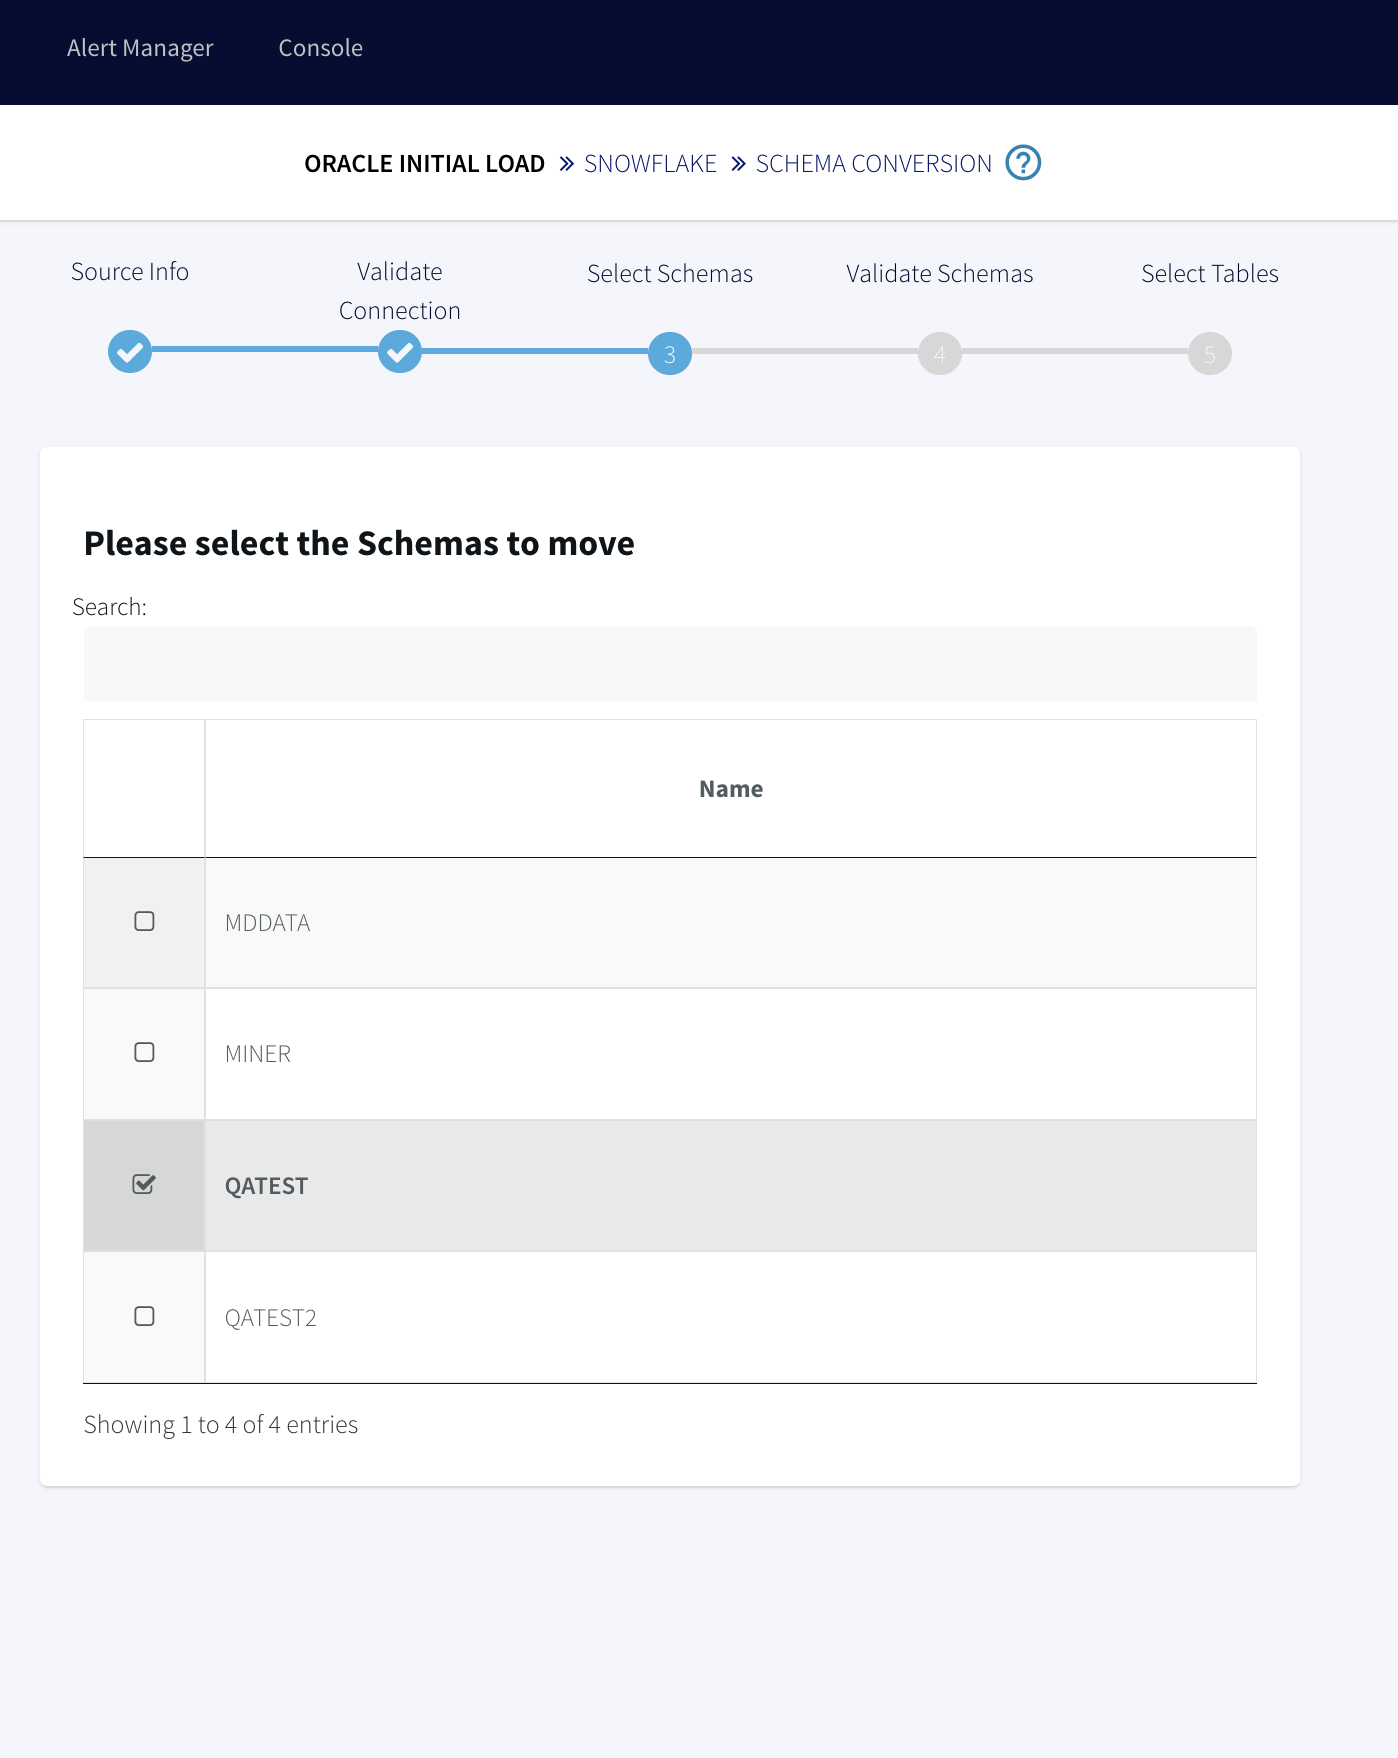 Alert Manager Console
ORACLE INITIAL LOAD » SNOWFLAKE » SCHEMA CONVERSION ?
Source Info
Validate
Connection
Select Schemas
Validate Schemas
Select Tables
3
4
5
Please select the Schemas to move
Search:
Name
MDDATA
MINER
QATEST
QATEST2
Showing 1 to 4 of 4 entries